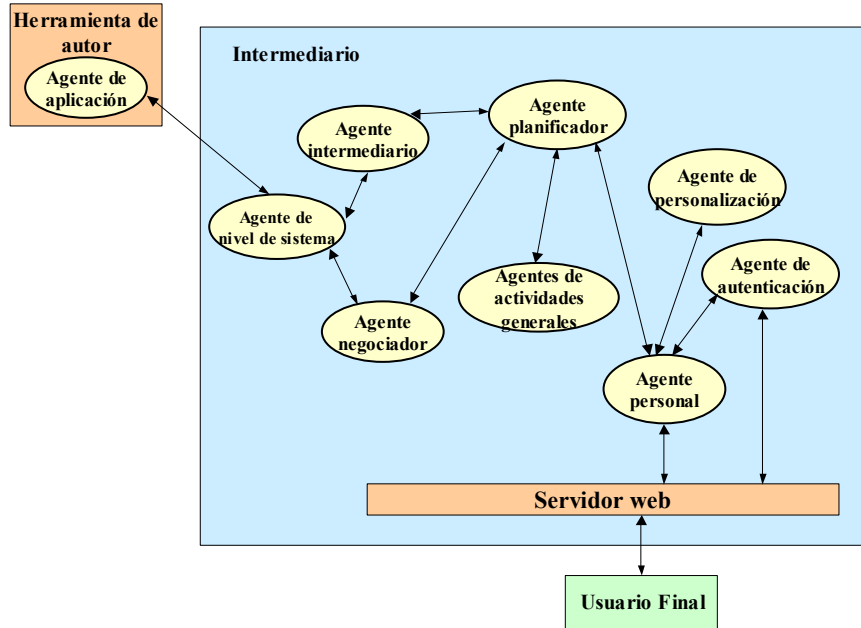 Herramienta de
autor
Agente de
aplicación
Intermediario
Agente
intermediario
Agente
planificador
Agente de
personalización
Agente de
nivel de sistema
Agente de
autenticación
Agentes de
actividades
generales
Agente
negociador
Agente
personal
Servidor web
Usuario Final